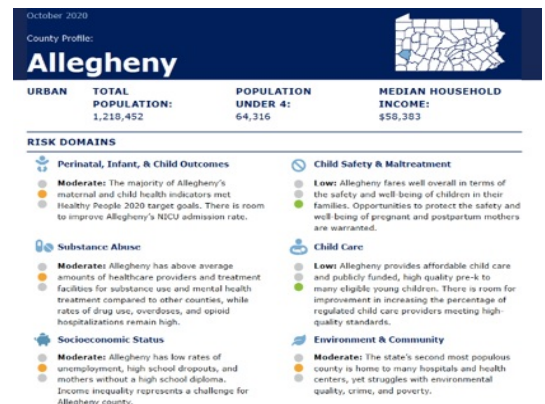 October 2020
County Profile:
Allegheny
URBAN
TOTAL
POPULATION:
1,218,452
POPULATION
UNDER 4:
64,316
MEDIAN HOUSEHOLD
INCOME:
$58,383
RISK DOMAINS
Perinatal, Infant, & Child Outcomes
Moderate: The majority of Allegheny's
maternal and child health indicators met
Healthy People 2020 target goals. There is room
to improve Allegheny's NICU admission rate.
Child Safety & Maltreatment
Low: Allegheny fares well overall in terms of
the safety and well-being of children in their
families. Opportunities to protect the safety and
well-being of pregnant and postpartum mothers
are warranted.
Substance Abuse
Moderate: Allegheny has above average
amounts of healthcare providers and treatment
facilities for substance use and mental health
treatment compared to other counties, while
rates of drug use, overdoses, and opioid
hospitalizations remain high.
Child Care
Low: Allegheny provides affordable child care
and publicly funded, high quality pre-k to
many eligible young children. There is room for
improvement in increasing the percentage of
regulated child care providers meeting high-
quality standards.
Socioeconomic Status
Moderate: Allegheny has low rates of
unemployment, high school dropouts, and
mothers without a high school diploma.
Income inequality represents a challenge for
Allegheny county.
Environment & Community
Moderate: The state's second most populous
county is home to many hospitals and health
centers, yet struggles with environmental
quality, crime, and poverty.